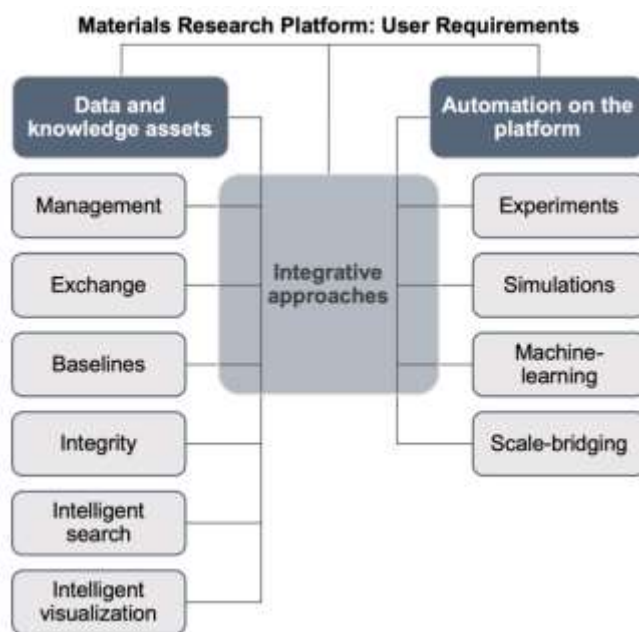 Materials Research Platform: User Requirements
Data and
knowledge assets
Management
Exchange
Baselines
Integrity
Intelligent
search
Intelligent
visualization
Integrative
approaches
Automation on the
platform
Experiments
Simulations
Machine-
learning
Scale-bridging